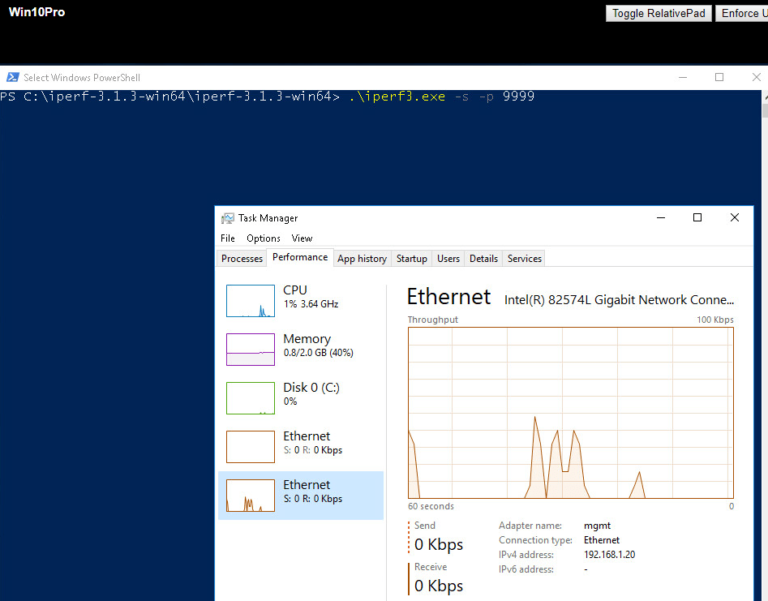 Win10Pro
Toggle RelativePad
Enforce U
Select Windows PowerShell
PS C:\iperf-3.1.3-win64\iperf-3.1.3-win64> .\iperf3.exe -s -p 9999
Task Manager
File Options View
Processes Performance App history Startup Users Details Services
CPU
1% 3.64 GHz
Memory
0.8/2.0 GB (40%)
Disk 0 (C:)
0%
Ethernet
S: 0 R: 0 Kbps
Ethernet
S: 0 R: 0 Kbps
Ethernet Intel(R) 82574L Gigabit Network Conne...
Throughput 100 Kbps
60 seconds 0
Send
0 Kbps
Receive
0 Kbps
Adapter name: mgmt
Connection type: Ethernet
IPv4 address: 192.168.1.20
IPv6 address: -